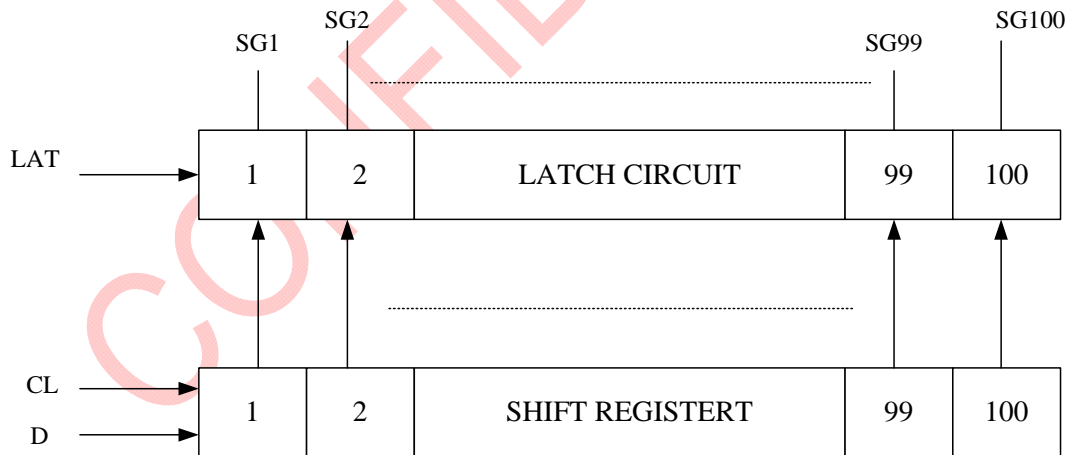 SG1
SG2
SG99
SG100
LAT
1
2
LATCH CIRCUIT
99
100
CL
D
1
2
SHIFT REGISTERT
99
100